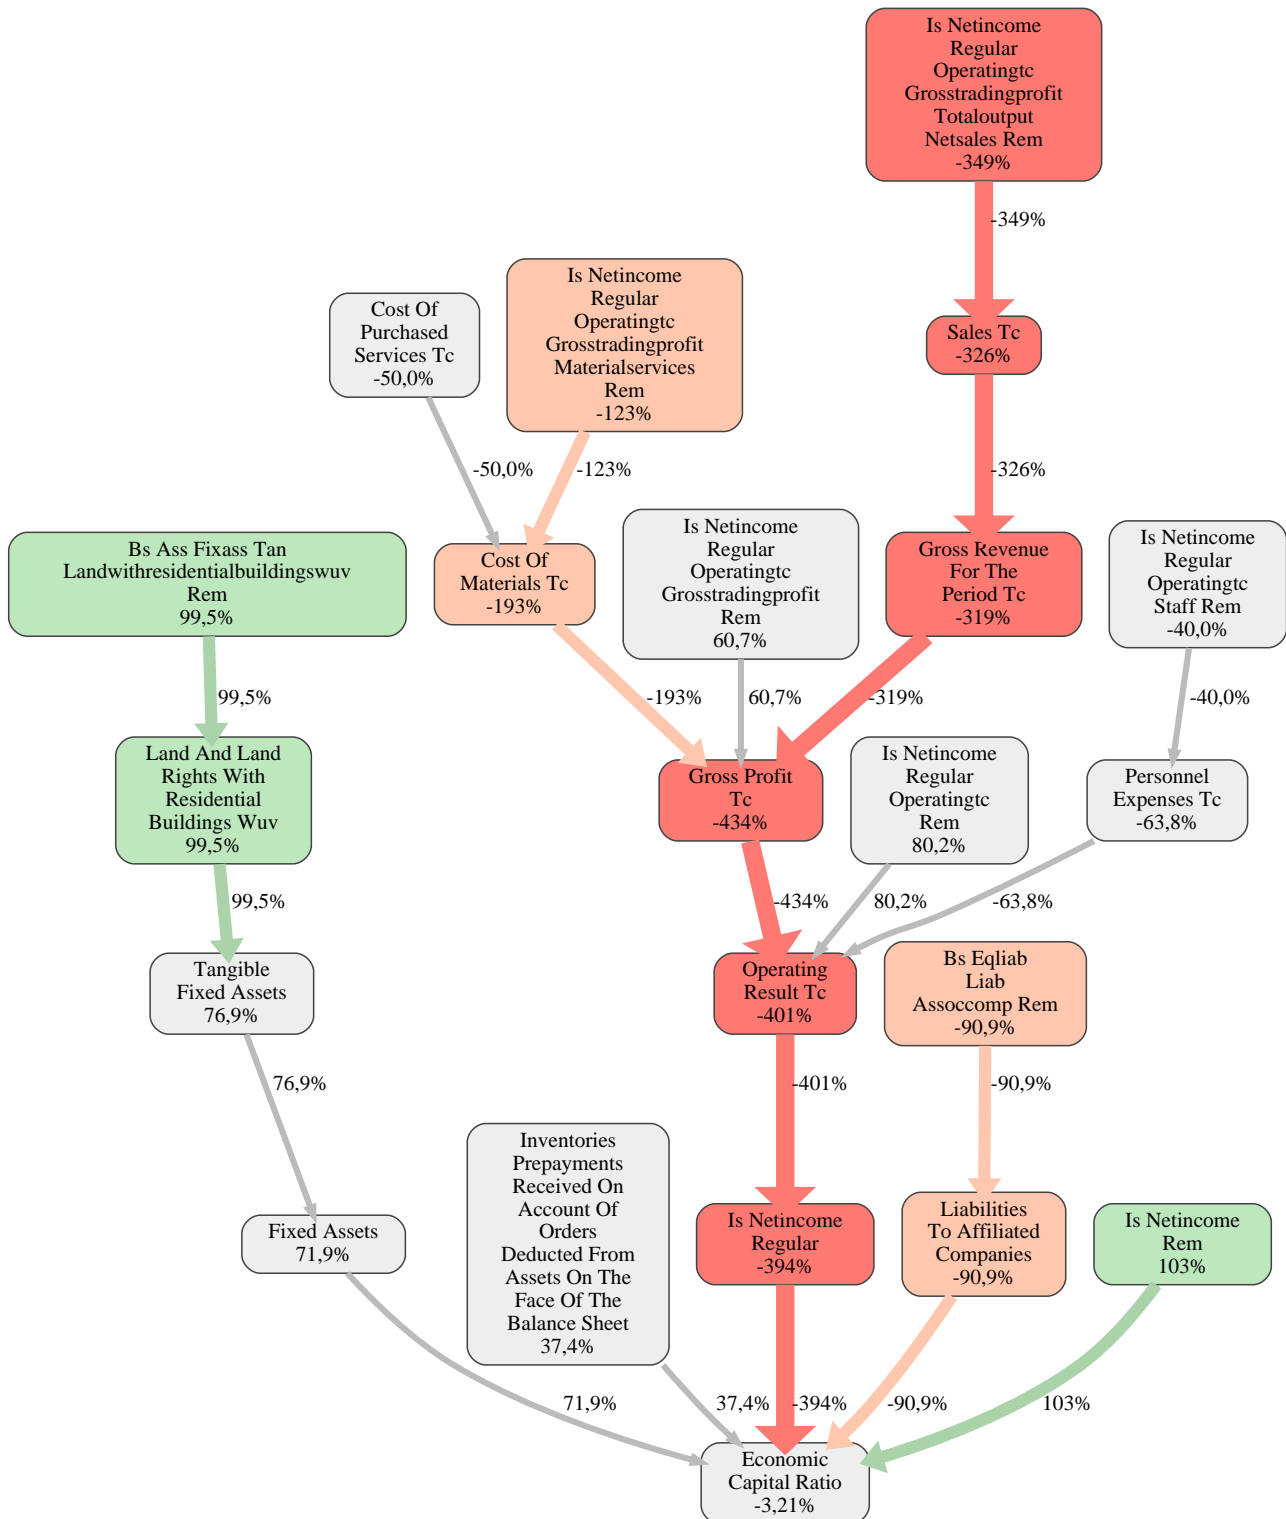 Is Netincome
Regular
Operatingtc
Grosstradingprofit
Totaloutput
Netsales Rem
-349%
-349%
Cost Of
Purchased
Services Tc
-50,0%
Is Netincome
Regular
Operatingtc
Grosstradingprofit
Materialservices
Rem
-123%
Sales Tc
-326%
-50,0%
-123%
-326%
Bs Ass Fixass Tan
Landwithresidentialbuildingswuv
Rem
99,5%
Cost Of
Materials Tc
-193%
Is Netincome
Regular
Operatingtc
Grosstradingprofit
Rem
60,7%
Gross Revenue
For The
Period Tc
-319%
Is Netincome
Regular
Operatingtc
Staff Rem
-40,0%
99,5%
-193%
60,7%
-319%
-40,0%
Land And Land
Rights With
Residential
Buildings Wuv
99,5%
Gross Profit
Tc
-434%
Is Netincome
Regular
Operatingtc
Rem
80,2%
Personnel
Expenses Tc
-63,8%
99,5%
-434%
80,2%
-63,8%
Tangible
Fixed Assets
76,9%
Operating
Result Tc
-401%
Bs Eqliab
Liab
Assoccomp Rem
-90,9%
76,9%
-401%
-90,9%
Fixed Assets
71,9%
Inventories
Prepayments
Received On
Account Of
Orders
Deducted From
Assets On The
Face Of The
Balance Sheet
37,4%
Is Netincome
Regular
-394%
Liabilities
To Affiliated
Companies
-90,9%
Is Netincome
Rem
103%
71,9%
37,4%
-394%
-90,9%
103%
Economic
Capital Ratio
-3,21%